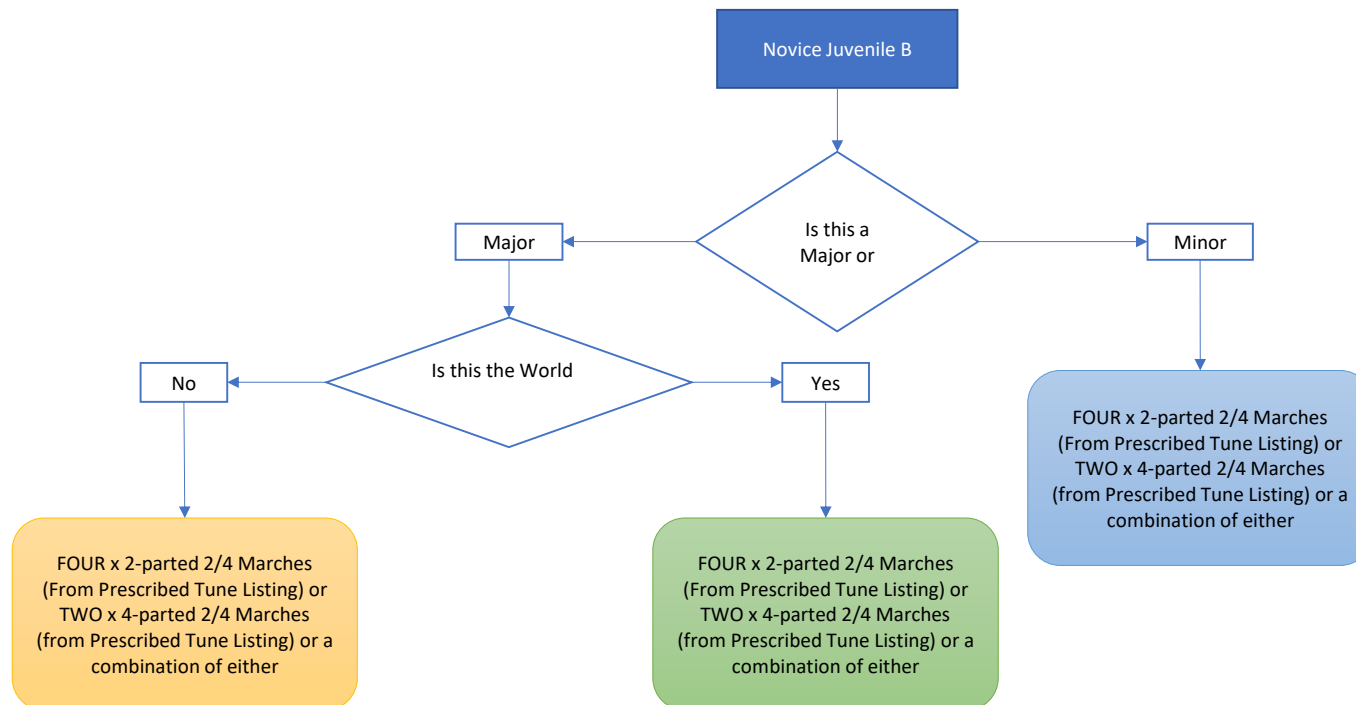 Novice Juvenile B
Is this a
Major or
Major
Minor
Is this the World
No
Yes
FOUR x 2-parted 2/4 Marches
(From Prescribed Tune Listing) or
TWO x 4-parted 2/4 Marches
(from Prescribed Tune Listing) or a
combination of either
FOUR x 2-parted 2/4 Marches
(From Prescribed Tune Listing) or
TWO x 4-parted 2/4 Marches
(from Prescribed Tune Listing) or a
combination of either
FOUR x 2-parted 2/4 Marches
(From Prescribed Tune Listing) or
TWO x 4-parted 2/4 Marches
(from Prescribed Tune Listing) or a
combination of either